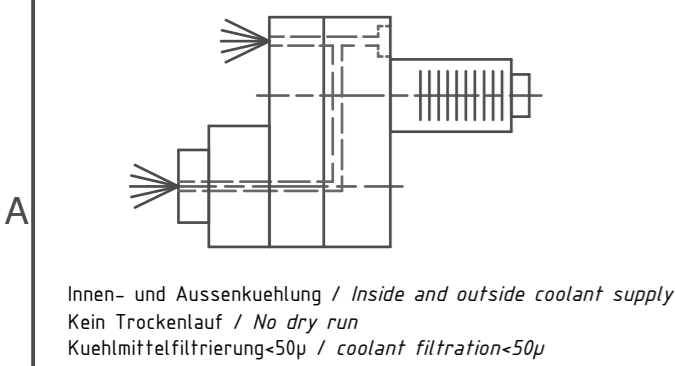 A
Innen- und Aussenkuehlung / Inside and outside coolant supply
Kein Trockenlauf / No dry run
Kuehlmittelfiltrierung<50µ / coolant filtration<50µ